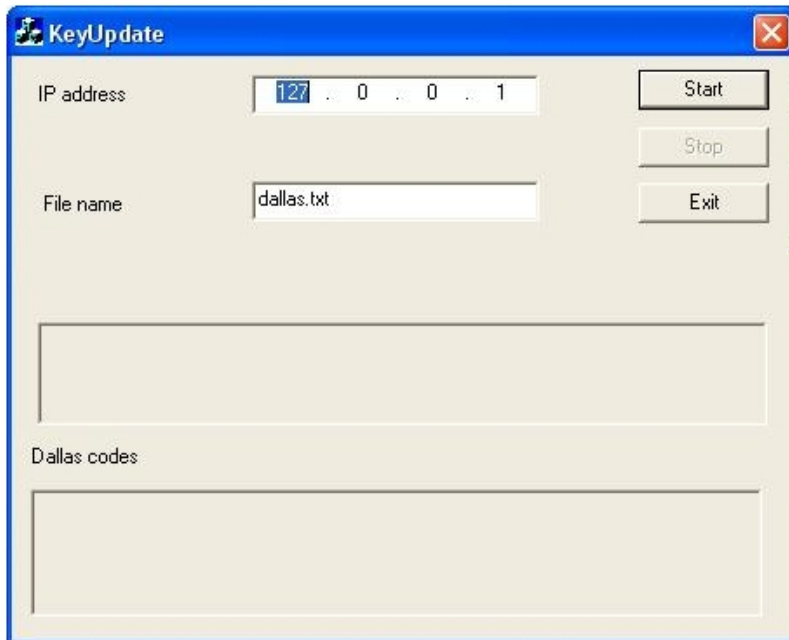 KeyUpdate
IP address
127 . 0 . 0 . 1
Start
Stop
File name
dallas.txt
Exit
Dallas codes